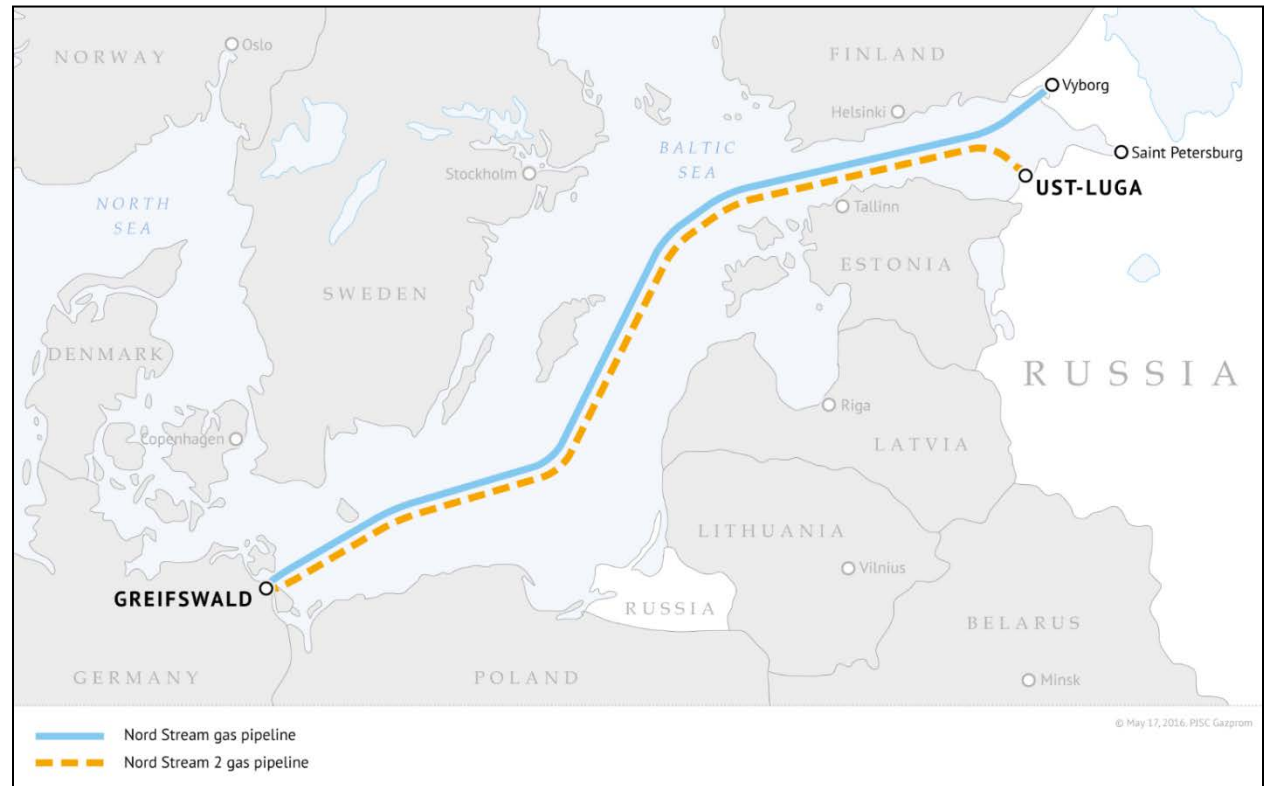 NORWAY
Oslo
FINLAND
Vyborg
Helsinki
BALTIC
SEA
Saint Petersburg
Stockholm
UST-LUGA
NORTH
SEA
Tallinn
ESTONIA
SWEDEN
DENMARK
RUSSIA
Riga
Copenhagen
LATVIA
LITHUANIA
Vilnius
GREIFSWALD
RUSSIA
BELARUS
GERMANY
POLAND
Minsk
© May 17, 2016. PJSC Gazprom
Nord Stream gas pipeline
Nord Stream 2 gas pipeline